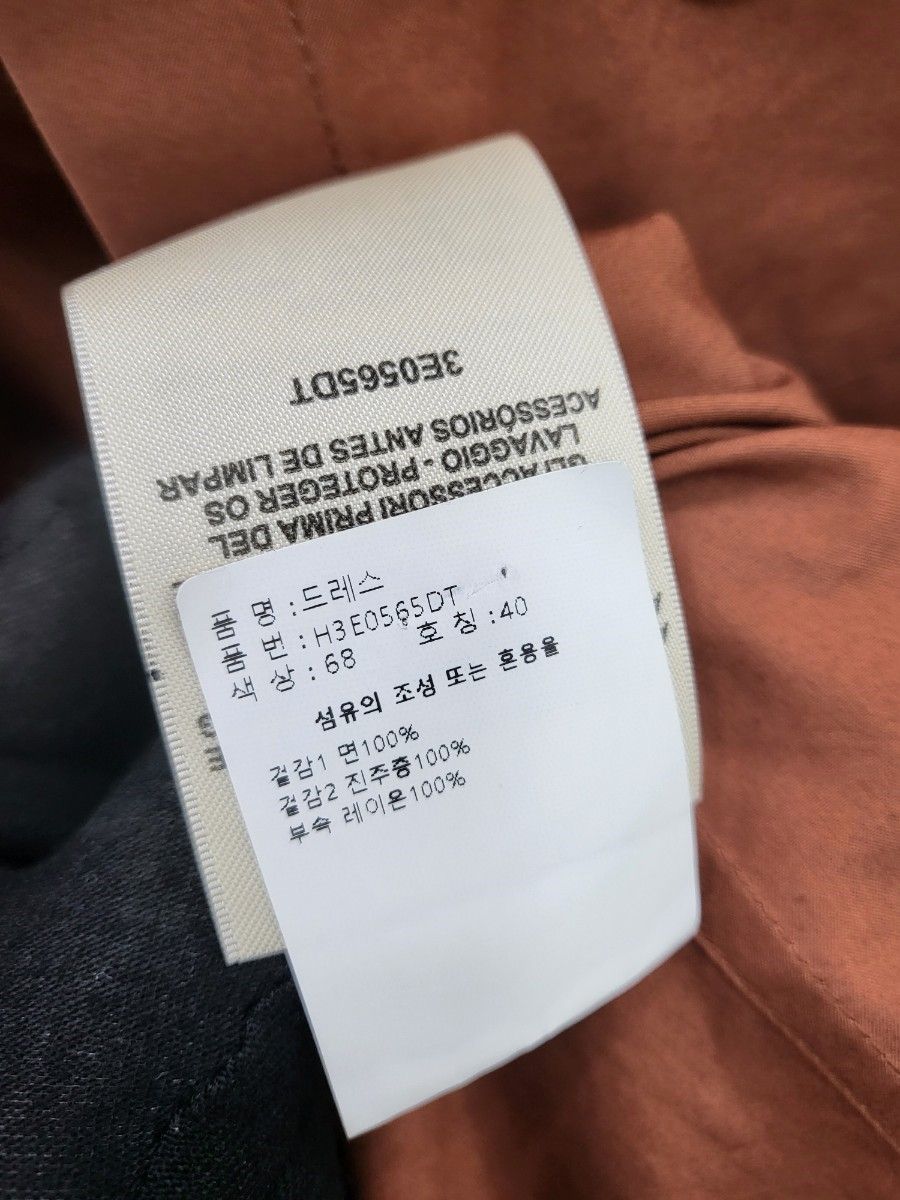 품 명 : 드레스
품 번 : H3E0565DT
색 상 : 68 호 칭 : 40
섬유의 조성 또는 혼용율
겉감1 면100%
겉감2 진주층100%
부속 레이온100%
GLI ACCESSORI PRIMA DEL
LAVAGGIO - PROTEGER OS
ACESSÓRIOS ANTES DE LIMPAR
3E0565DT